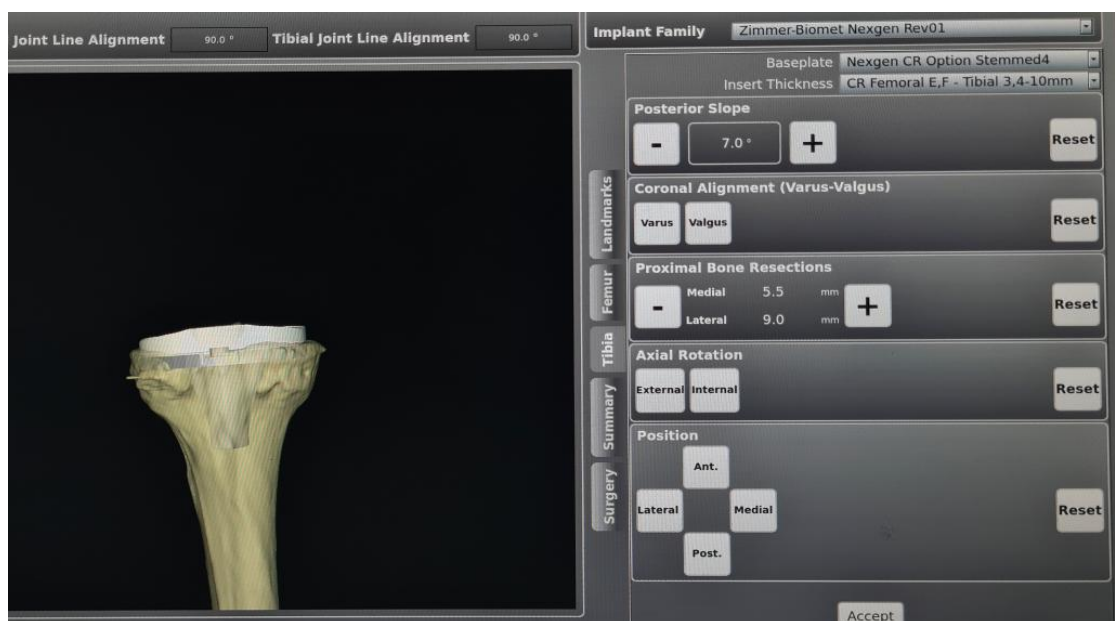 Joint Line Alignment 90.0 ° Tibial Joint Line Alignment 90.0 °
Implant Family Zimmer-Biomet Nexgen Rev01
Baseplate Nexgen CR Option Stemmed4
Insert Thickness CR Femoral E,F - Tibial 3,4-10mm
Landmarks
Femur
Tibia
Summary
Surgery
Posterior Slope
- 7.0 ° + Reset
Coronal Alignment (Varus-Valgus)
Varus Valgus Reset
Proximal Bone Resections
Medial 5.5 mm
- + Reset
Lateral 9.0 mm
Axial Rotation
External Internal Reset
Position
Ant.
Lateral Medial Reset
Post.
Accept